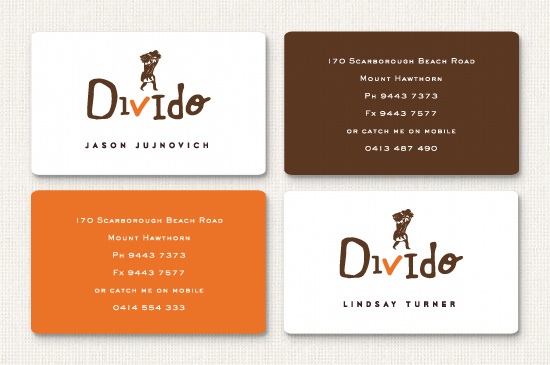 Divido
JASON JUJNOVICH
170 Scarborough Beach Road
Mount Hawthorn
Ph 9443 7373
Fx 9443 7577
or catch me on mobile
0413 487 490
170 Scarborough Beach Road
Mount Hawthorn
Ph 9443 7373
Fx 9443 7577
or catch me on mobile
0414 554 333
Divido
LINDSAY TURNER